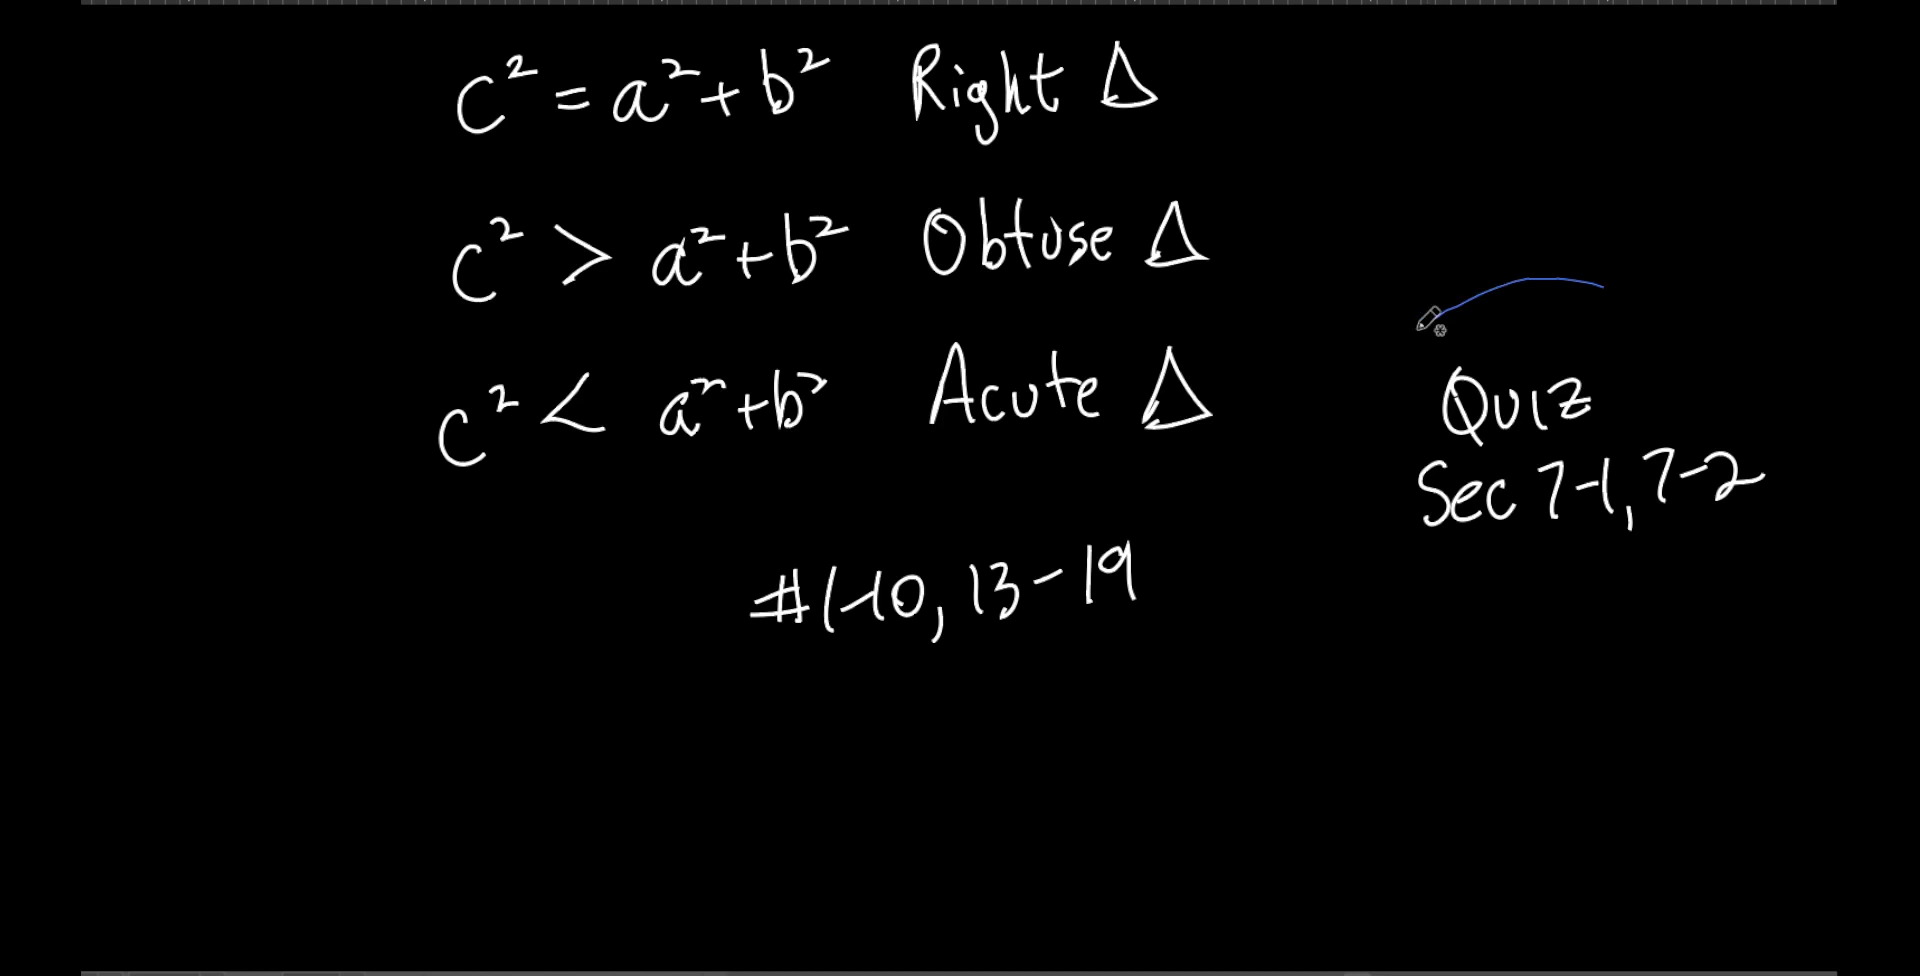 c² = a² + b² Right Δ
c² > a² + b² Obtuse Δ
c² < a² + b² Acute Δ
Quiz
Sec 7-1, 7-2
#1-10, 13-19